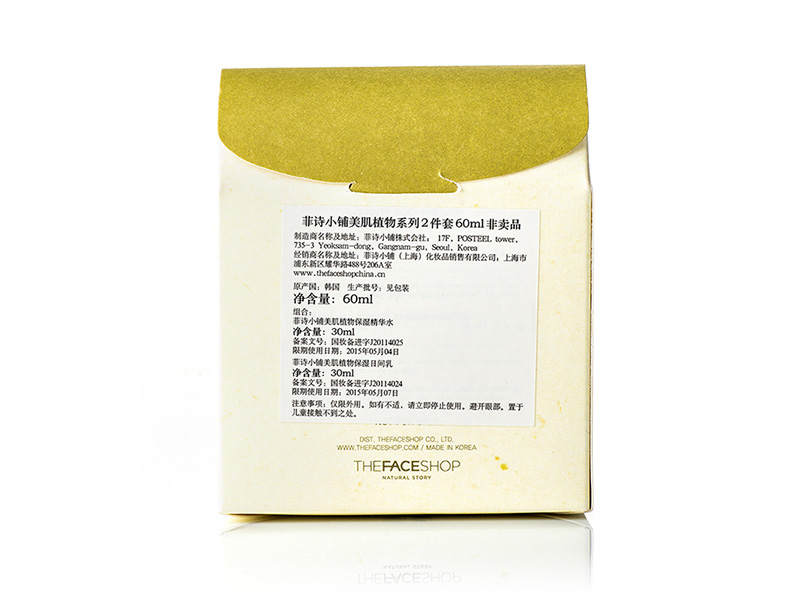 菲诗小铺美肌植物系列2件套60ml非卖品
制造商名称及地址：菲诗小铺株式会社；17F, POSTEEL tower,
735-3 Yeoksam-dong, Gangnam-gu, Seoul, Korea
经销商名称及地址：菲诗小铺（上海）化妆品销售有限公司，上海市
浦东新区耀华路488号206A室
www.thefaceshopchina.cn
原产国：韩国 生产批号：见包装
净含量：60ml
组合：
菲诗小铺美肌植物保湿精华水
净含量：30ml
备案文号：国妆备进字J20114025
限期使用日期：2015年05月04日
菲诗小铺美肌植物保湿日间乳
净含量：30ml
备案文号：国妆备进字J20114024
限期使用日期：2015年05月07日
注意事项：仅限外用。如有不适，请立即停止使用。避开眼部。置于
儿童接触不到之处。
DIST. THEFACESHOP CO., LTD.
WWW.THEFACESHOP.COM / MADE IN KOREA
THEFACESHOP
NATURAL STORY